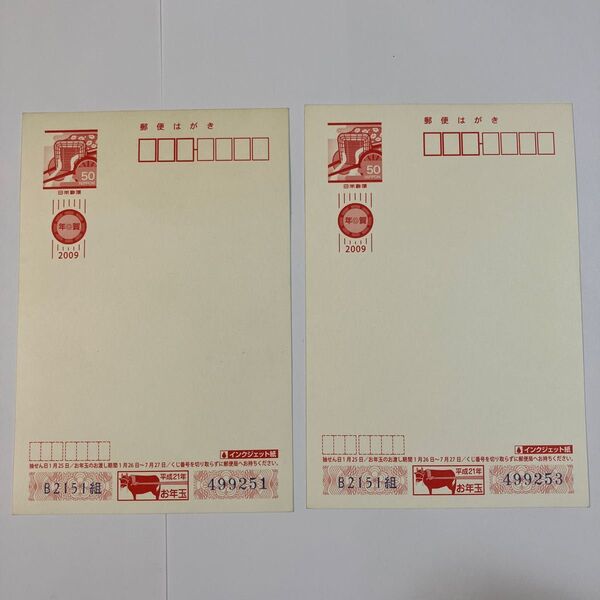 郵便はがき
50
NIPPON
日本郵便
年賀
2009
インクジェット紙
抽せん日1月25日／お年玉のお渡し期間1月26日～7月27日／くじ番号を切り取らずに郵便局へお持ちください。
B2151組
平成21年
お年玉
499251
郵便はがき
50
NIPPON
日本郵便
年賀
2009
インクジェット紙
抽せん日1月25日／お年玉のお渡し期間1月26日～7月27日／くじ番号を切り取らずに郵便局へお持ちください。
B2151組
平成21年
お年玉
499253